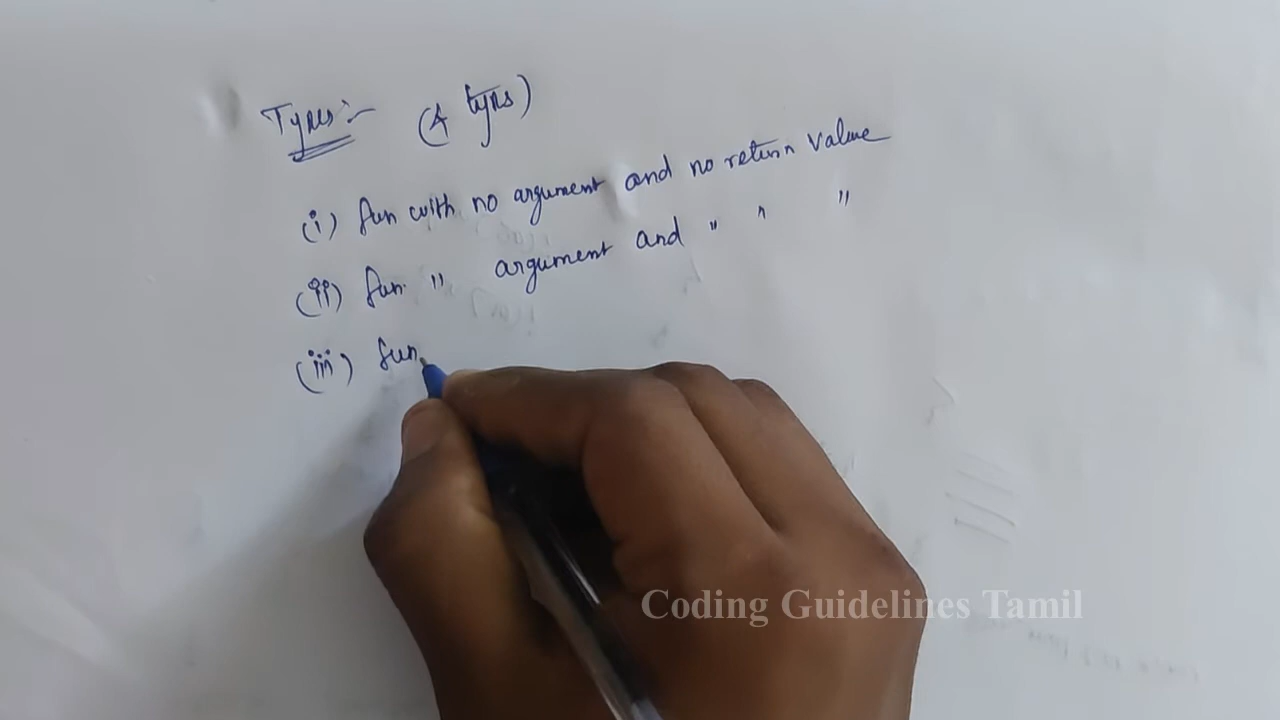 Types:- (4 types)
(i) fun with no argument and no return value
(ii) fun " argument and " " "
(iii) fun
Coding Guidelines Tamil